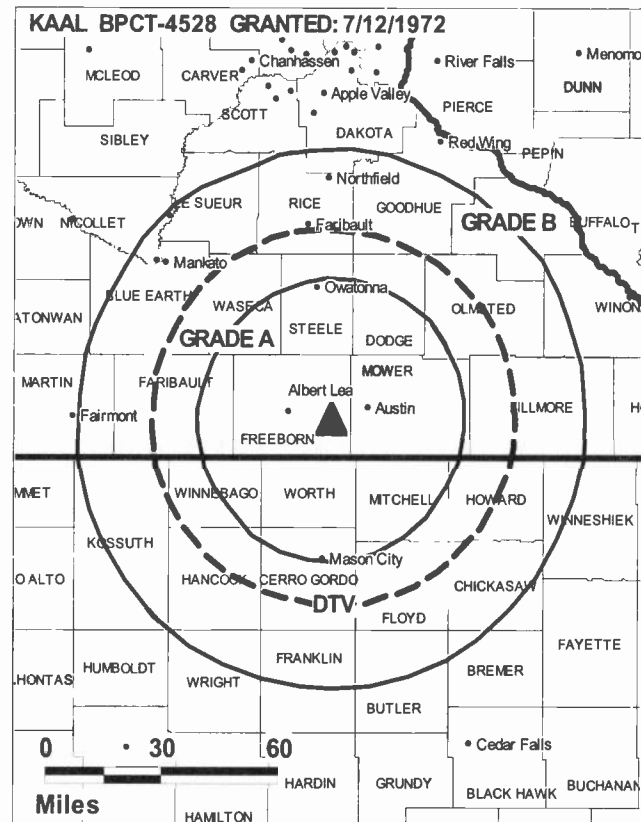 KAAL BPCT-4528 GRANTED: 7/12/1972
Menomo
MCLEOD
CARVER
Chanhassen
River Falls
DUNN
Apple Valley
SCOTT
PIERCE
SIBLEY
DAKOTA
Red Wing
PEPIN
Northfield
RICE
GOODHUE
NICOLLET
Faribault
GRADE B
Mankato
BLUE EARTH
WASECA
Owatonna
OLMSTED
WINON
ATONWAN
GRADE A
STEELE
DODGE
MOWER
MARTIN
FARIBAULT
Albert Lea
Fairmont
Austin
FREEBORN
WINNEBAGO
WORTH
MITCHELL
HOWARD
WINNESHIEK
KOSSUTH
Mason City
O ALTO
HANCOCK
CERRO GORDO
CHICKASAW
DTV
FLOYD
FAYETTE
FRANKLIN
HUMBOLDT
WRIGHT
BREMER
BUTLER
0 30 60
Cedar Falls
Miles
HARDIN
GRUNDY
BLACK HAWK
BUCHANAN
HAMILTON